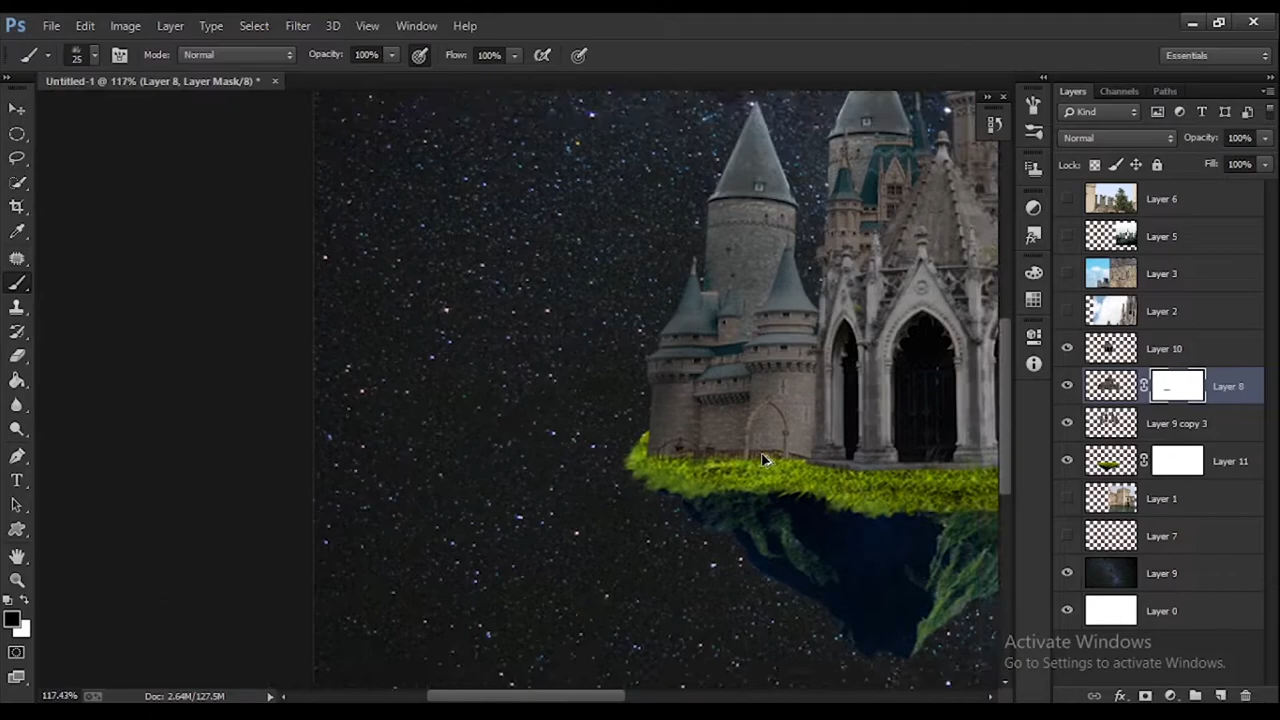 Ps File Edit Image Layer Type Select Filter 3D View Window Help
25 Mode: Normal Opacity: 100% Flow: 100% Essentials
Untitled-1 @ 117% (Layer 8, Layer Mask/8) * ×
Layers Channels Paths
Kind
Normal Opacity: 100%
Lock: Fill: 100%
Layer 6
Layer 5
Layer 3
Layer 2
Layer 10
Layer 8
Layer 9 copy 3
Layer 11
Layer 1
Layer 7
Layer 9
Layer 0
Activate Windows
Go to Settings to activate Windows.
117.43% Doc: 2.64M/127.5M